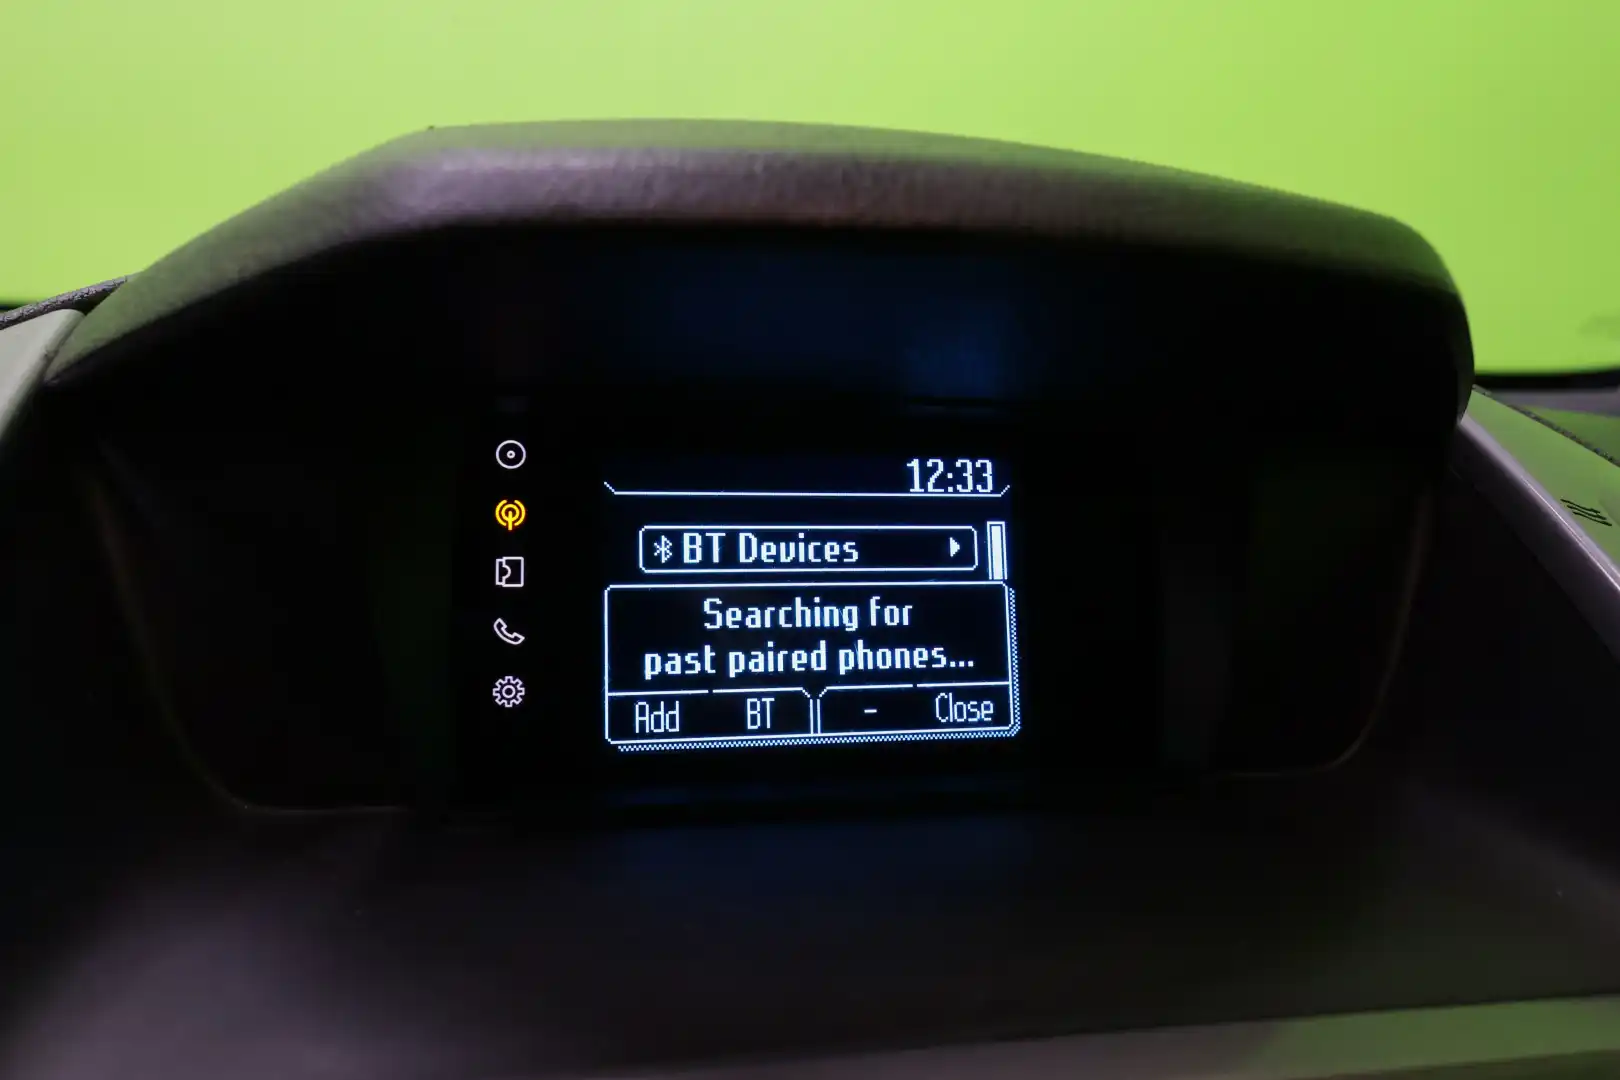 12:33
BT Devices
Searching for
past paired phones...
Add BT - Close